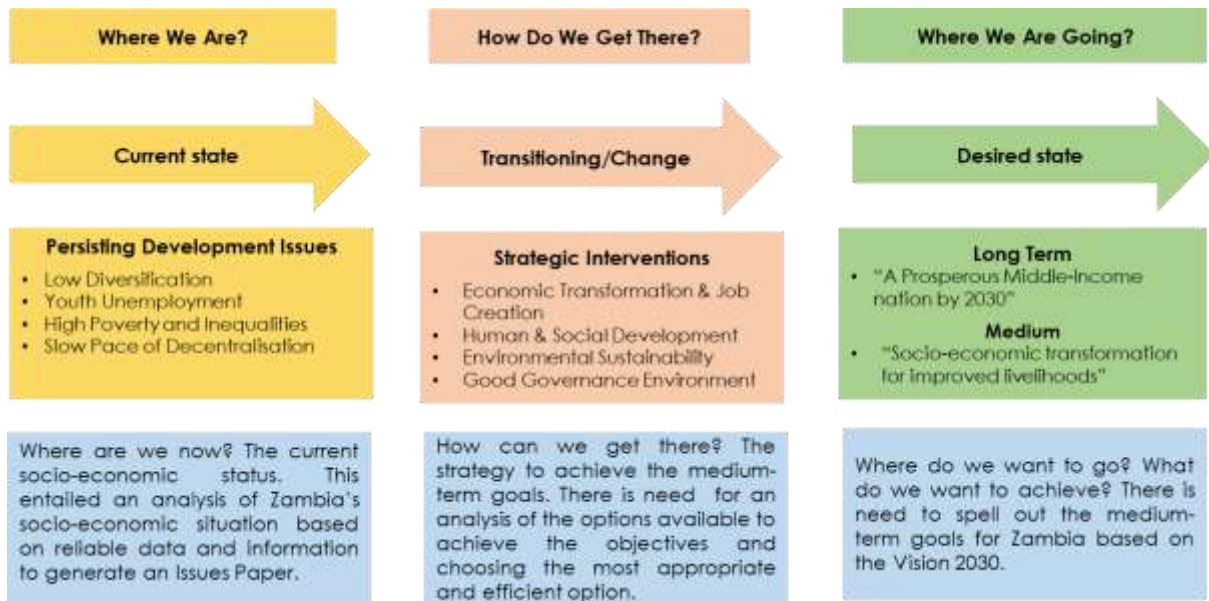 Where We Are?
How Do We Get There?
Where We Are Going?
Current state
Transitioning/Change
Desired state
Persisting Development Issues
• Low Diversification
• Youth Unemployment
• High Poverty and Inequalities
• Slow Pace of Decentralisation
Strategic Interventions
• Economic Transformation & Job
Creation
• Human & Social Development
• Environmental Sustainability
• Good Governance Environment
Long Term
• “A Prosperous Middle-Income
nation by 2030”
Medium
• “Socio-economic transformation
for improved livelihoods”
Where are we now? The current
socio-economic status. This
entailed an analysis of Zambia’s
socio-economic situation based
on reliable data and information
to generate an Issues Paper.
How can we get there? The
strategy to achieve the medium-
term goals. There is need for an
analysis of the options available to
achieve the objectives and
choosing the most appropriate
and efficient option.
Where do we want to go? What
do we want to achieve? There is
need to spell out the medium-
term goals for Zambia based on
the Vision 2030.